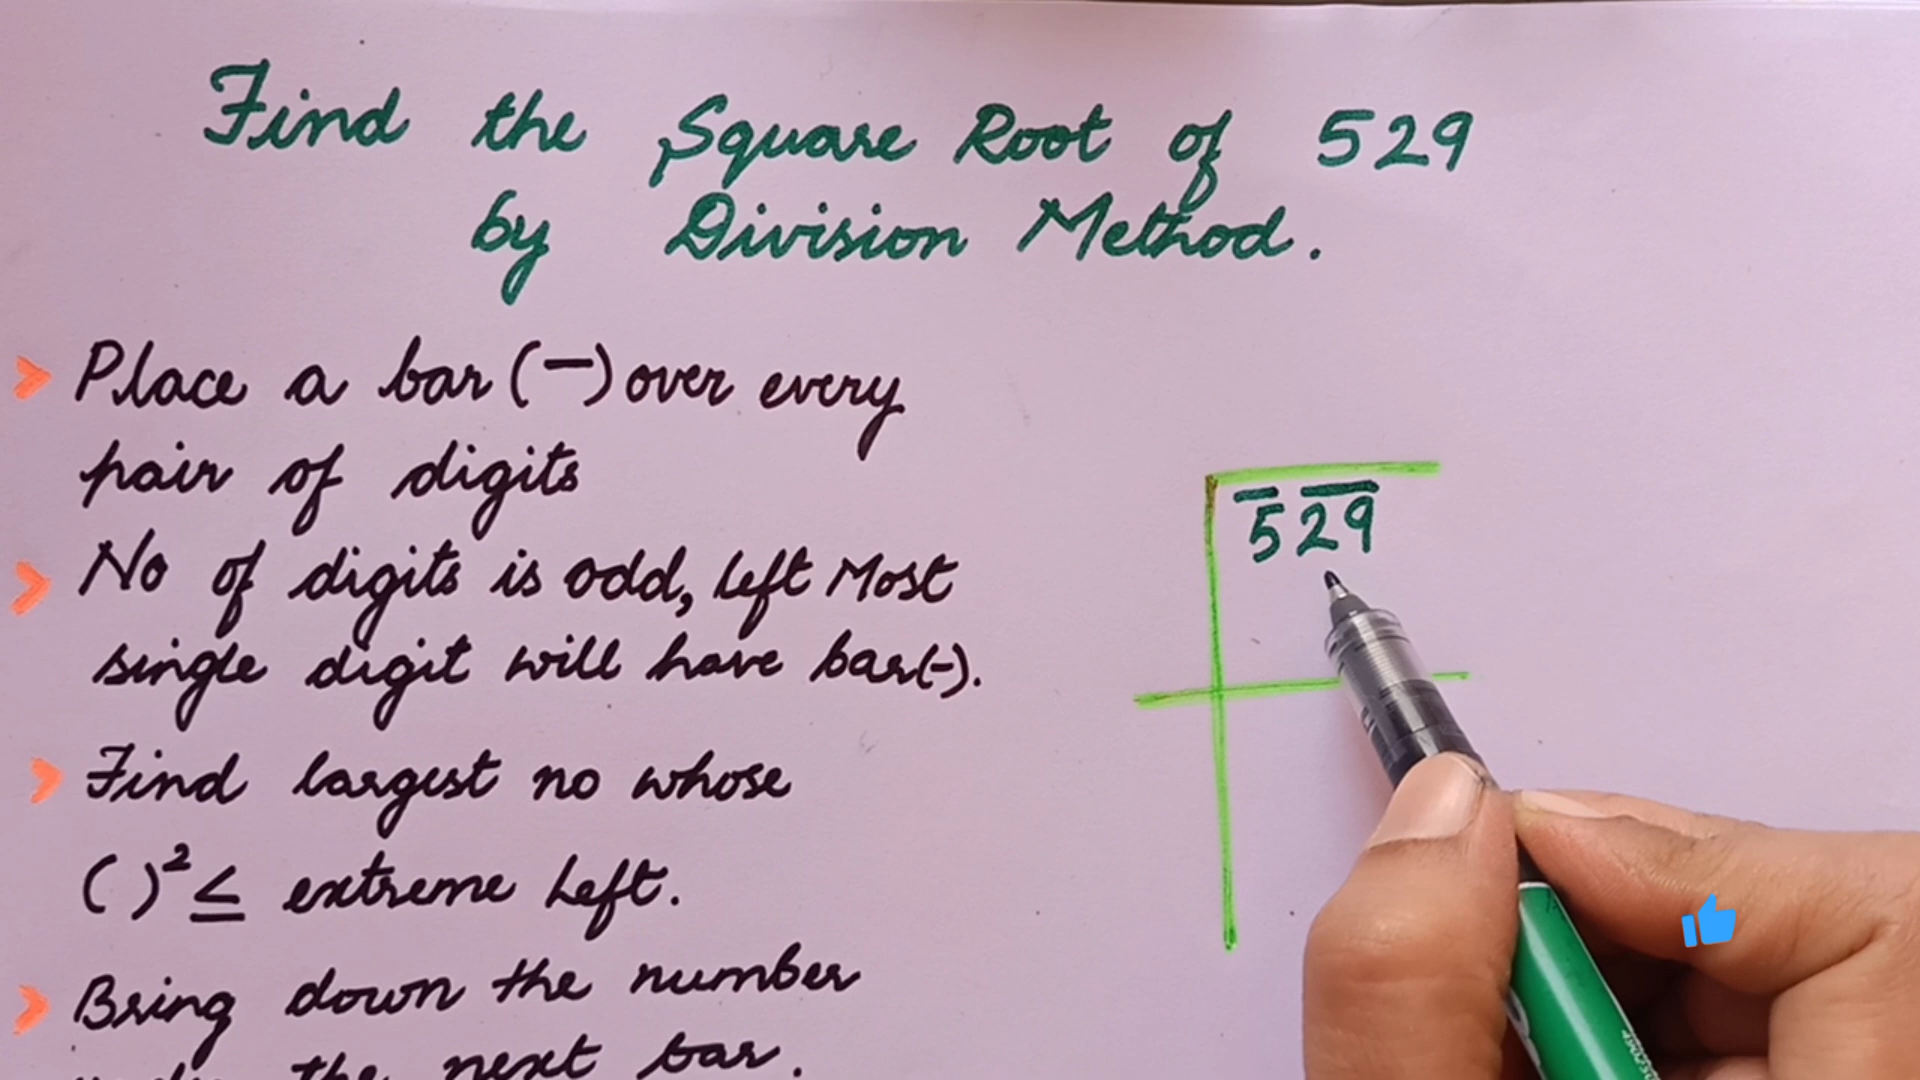 Find the Square Root of 529
by Division Method.
Place a bar (—) over every
pair of digits
No of digits is odd, left Most
single digit will have bar(-).
Find largest no whose
( )² ≤ extreme left.
Bring down the number
the next bar.
529